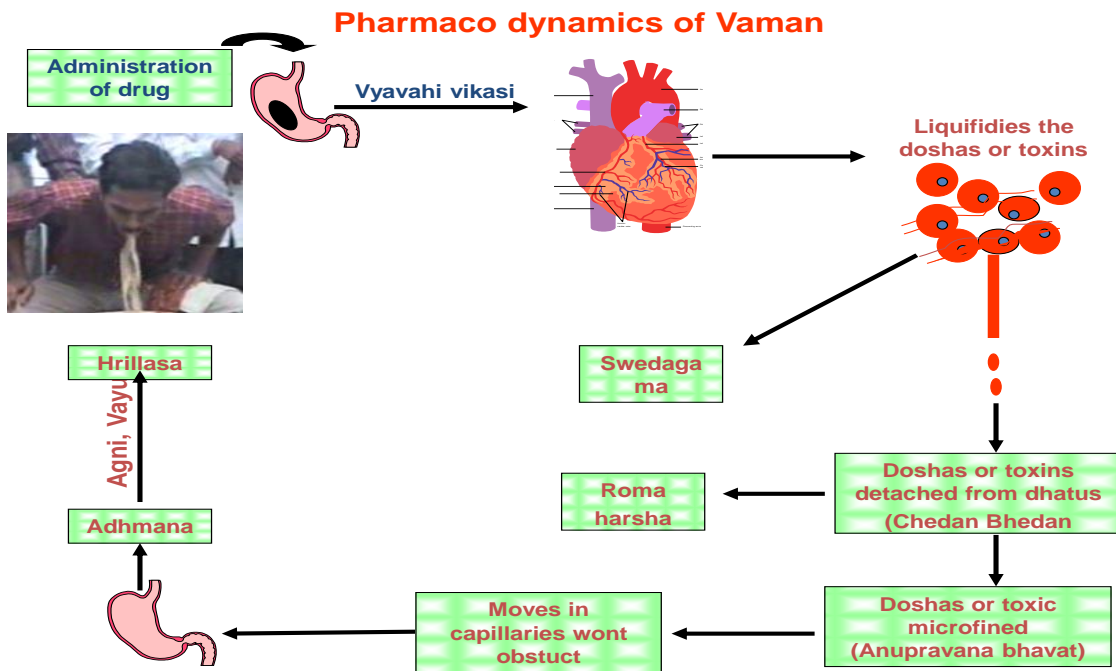 Pharmaco dynamics of Vaman
Administration
of drug
Vyavahi vikasi
Liquifidies the
doshas or toxins
Swedaga
ma
Doshas or toxins
detached from dhatus
(Chedan Bhedan
Roma
harsha
Doshas or toxic
microfined
(Anupravana bhavat)
Moves in
capillaries wont
obstuct
Adhmana
Agni, Vayu
Hrillasa